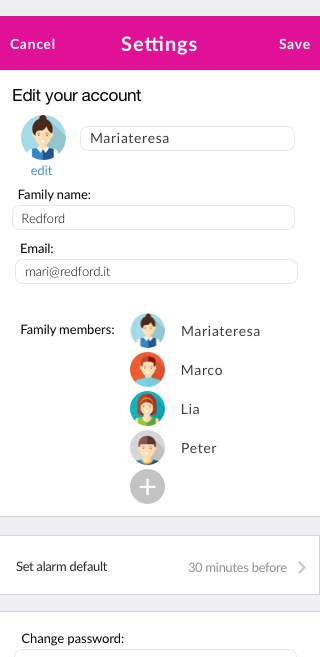 Cancel Settings Save
Edit your account
Mariateresa
edit
Family name:
Redford
Email:
mari@redford.it
Family members: Mariateresa
Marco
Lia
Peter
+
Set alarm default 30 minutes before >
Change password: